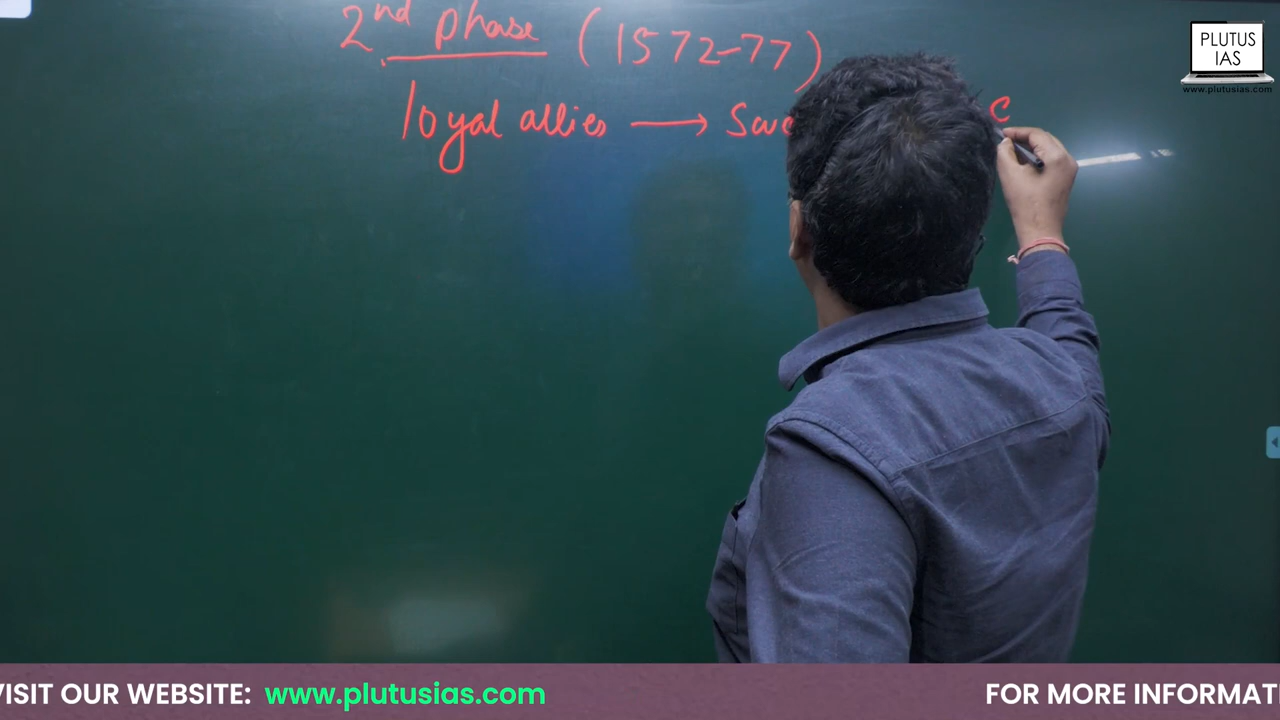 2nd phase (1572-77)
loyal allies →
PLUTUS
IAS
www.plutusias.com
VISIT OUR WEBSITE: www.plutusias.com
FOR MORE INFORMAT